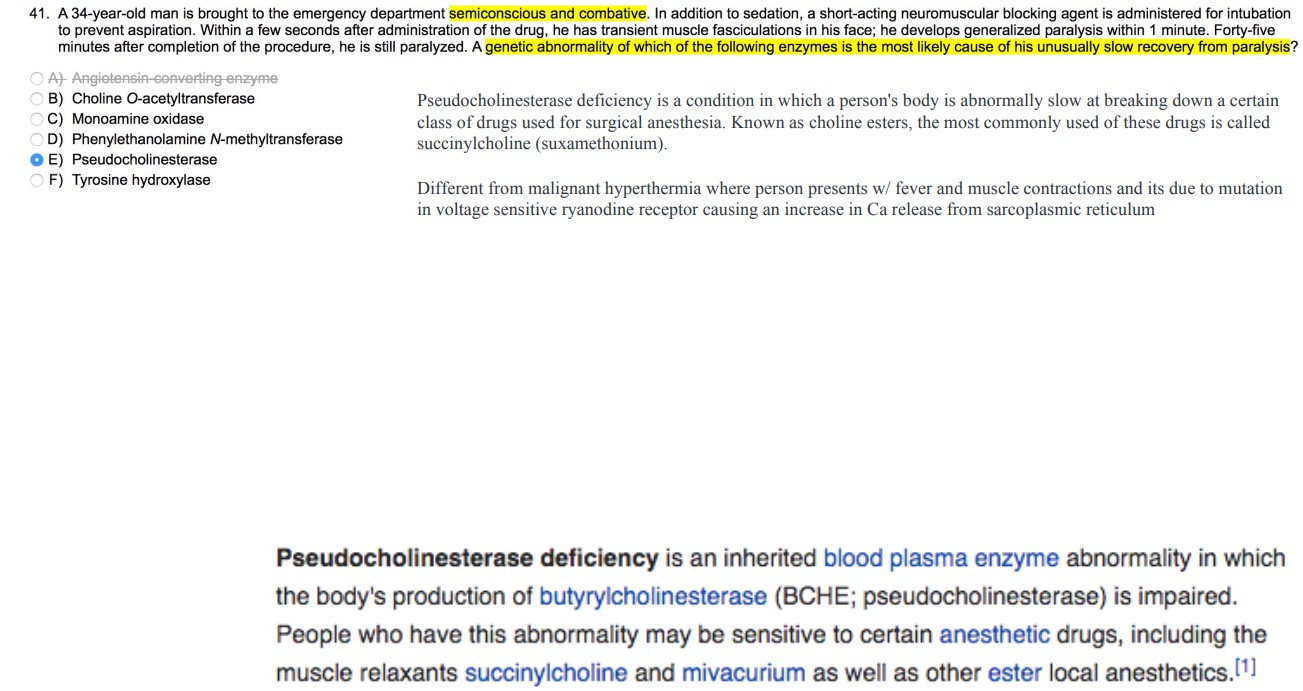 41. A 34-year-old man is brought to the emergency department semiconscious and combative. In addition to sedation, a short-acting neuromuscular blocking agent is administered for intubation
to prevent aspiration. Within a few seconds after administration of the drug, he has transient muscle fasciculations in his face; he develops generalized paralysis within 1 minute. Forty-five
minutes after completion of the procedure, he is still paralyzed. A genetic abnormality of which of the following enzymes is the most likely cause of his unusually slow recovery from paralysis?
A) Angiotensin-converting enzyme
B) Choline O-acetyltransferase
C) Monoamine oxidase
D) Phenylethanolamine N-methyltransferase
E) Pseudocholinesterase
F) Tyrosine hydroxylase
Pseudocholinesterase deficiency is a condition in which a person's body is abnormally slow at breaking down a certain
class of drugs used for surgical anesthesia. Known as choline esters, the most commonly used of these drugs is called
succinylcholine (suxamethonium).
Different from malignant hyperthermia where person presents w/ fever and muscle contractions and its due to mutation
in voltage sensitive ryanodine receptor causing an increase in Ca release from sarcoplasmic reticulum
Pseudocholinesterase deficiency is an inherited blood plasma enzyme abnormality in which
the body's production of butyrylcholinesterase (BCHE; pseudocholinesterase) is impaired.
People who have this abnormality may be sensitive to certain anesthetic drugs, including the
muscle relaxants succinylcholine and mivacurium as well as other ester local anesthetics.[1]